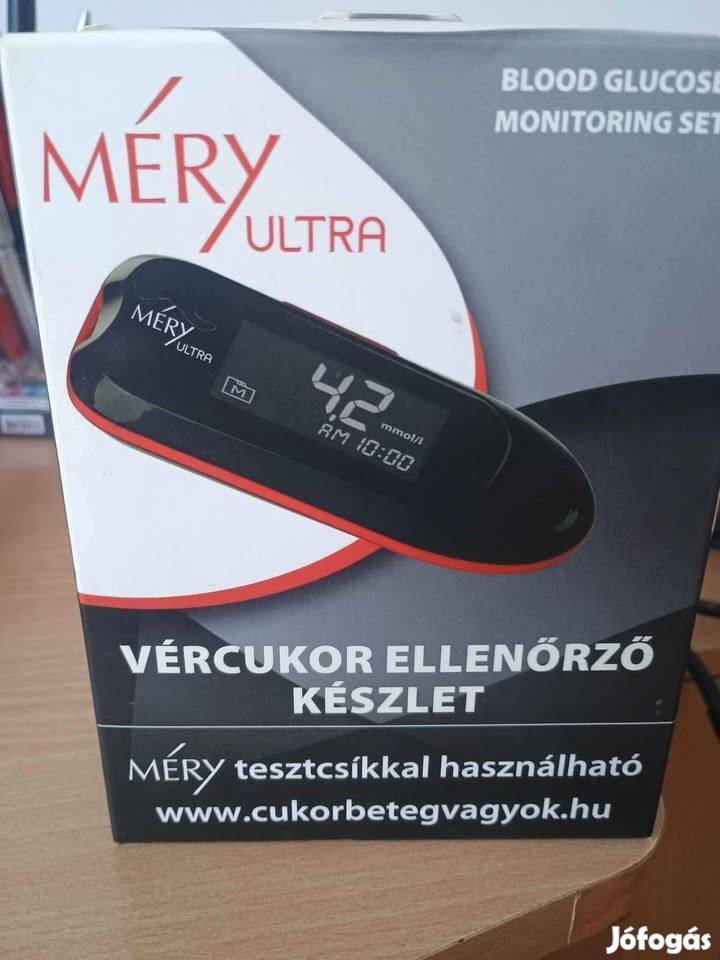 BLOOD GLUCOSE
MONITORING SET
MÉRY
ULTRA
MÉRY
ULTRA
M
4.2 mmol/l
AM 10:00
VÉRCUKOR ELLENŐRZŐ
KÉSZLET
MÉRY tesztcsíkkal használható
www.cukorbetegvagyok.hu
Jófogás